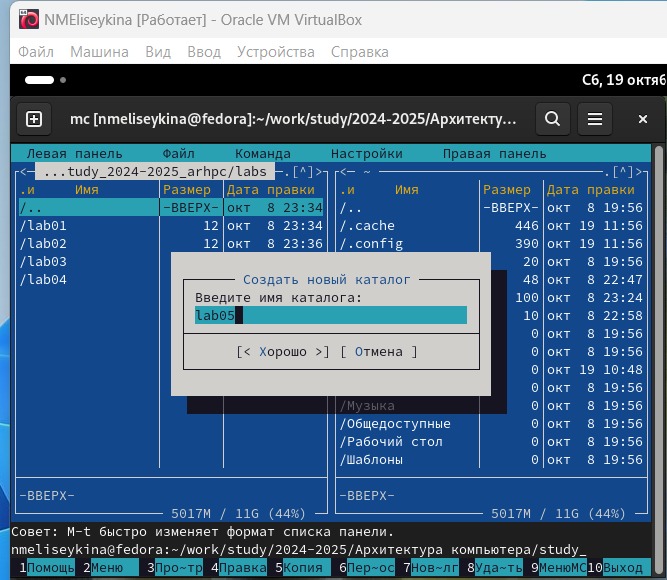 NMEliseykina [Работает] - Oracle VM VirtualBox
Файл Машина Вид Ввод Устройства Справка
Сб, 19 октяб
mc [nmeliseykina@fedora]:~/work/study/2024-2025/Архитекту...
Левая панель Файл Команда Настройки Правая панель
<— ...tudy_2024-2025_arhpc/labs —.[^]>
.и Имя Размер Дата правки
/.. -ВВЕРХ- окт 8 23:34
/lab01 12 окт 8 23:34
/lab02 12 окт 8 23:36
/lab03
/lab04
-ВВЕРХ-
5017M / 11G (44%)
<— ~ —.[^]>
.и Имя Размер Дата правки
/.. -ВВЕРХ- окт 8 19:56
/.cache 446 окт 19 11:56
/.config 390 окт 19 11:56
20 окт 8 19:56
48 окт 8 22:47
100 окт 8 23:24
10 окт 8 22:58
0 окт 8 19:56
0 окт 8 19:56
0 окт 19 10:48
0 окт 8 19:56
/Музыка 0 окт 8 19:56
/Общедоступные 0 окт 8 19:56
/Рабочий стол 0 окт 8 19:56
/Шаблоны 0 окт 8 19:56
-ВВЕРХ-
5017M / 11G (44%)
Создать новый каталог
Введите имя каталога:
lab05
[< Хорошо >] [ Отмена ]
Совет: M-t быстро изменяет формат списка панели.
nmeliseykina@fedora:~/work/study/2024-2025/Архитектура компьютера/study_
1Помощь 2Меню 3Про~тр 4Правка 5Копия 6Пер~ос 7Нов~лг 8Уда~ть 9МенюMC 10Выход